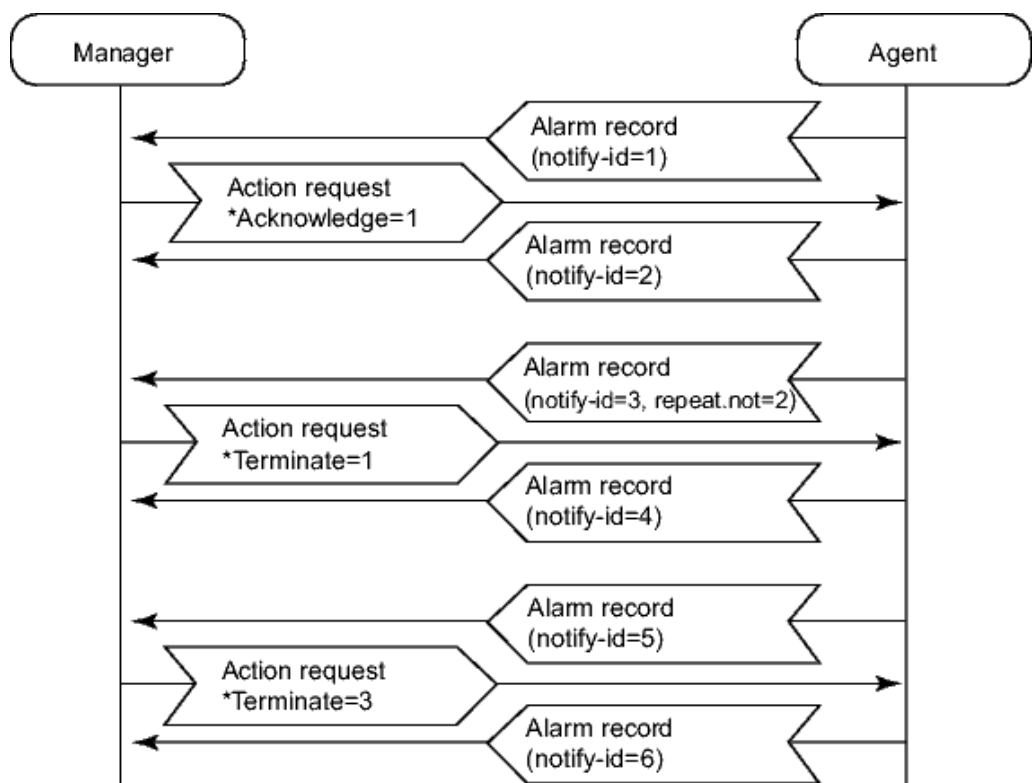 Manager
Agent
Alarm record
(notify-id=1)
Action request
*Acknowledge=1
Alarm record
(notify-id=2)
Alarm record
(notify-id=3, repeat.not=2)
Action request
*Terminate=1
Alarm record
(notify-id=4)
Alarm record
(notify-id=5)
Action request
*Terminate=3
Alarm record
(notify-id=6)